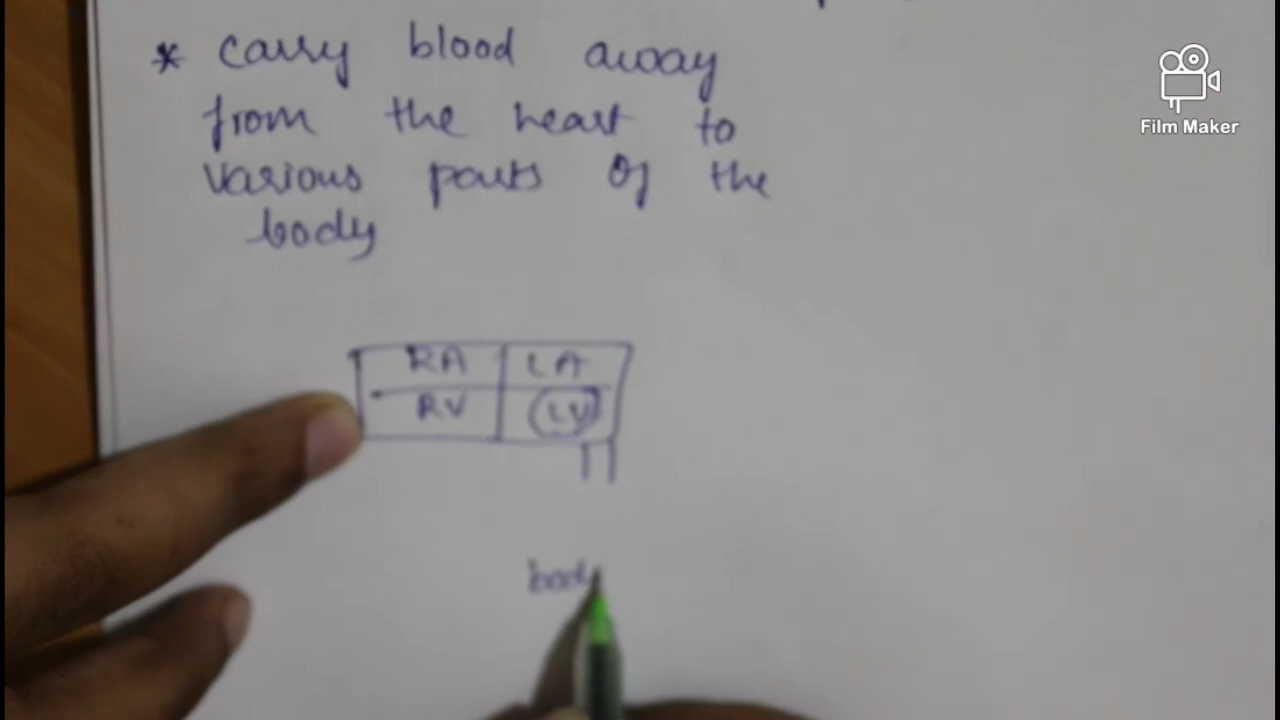 * carry blood away
from the heart to
various parts of the
body
RA LA
RV LV
body
Film Maker